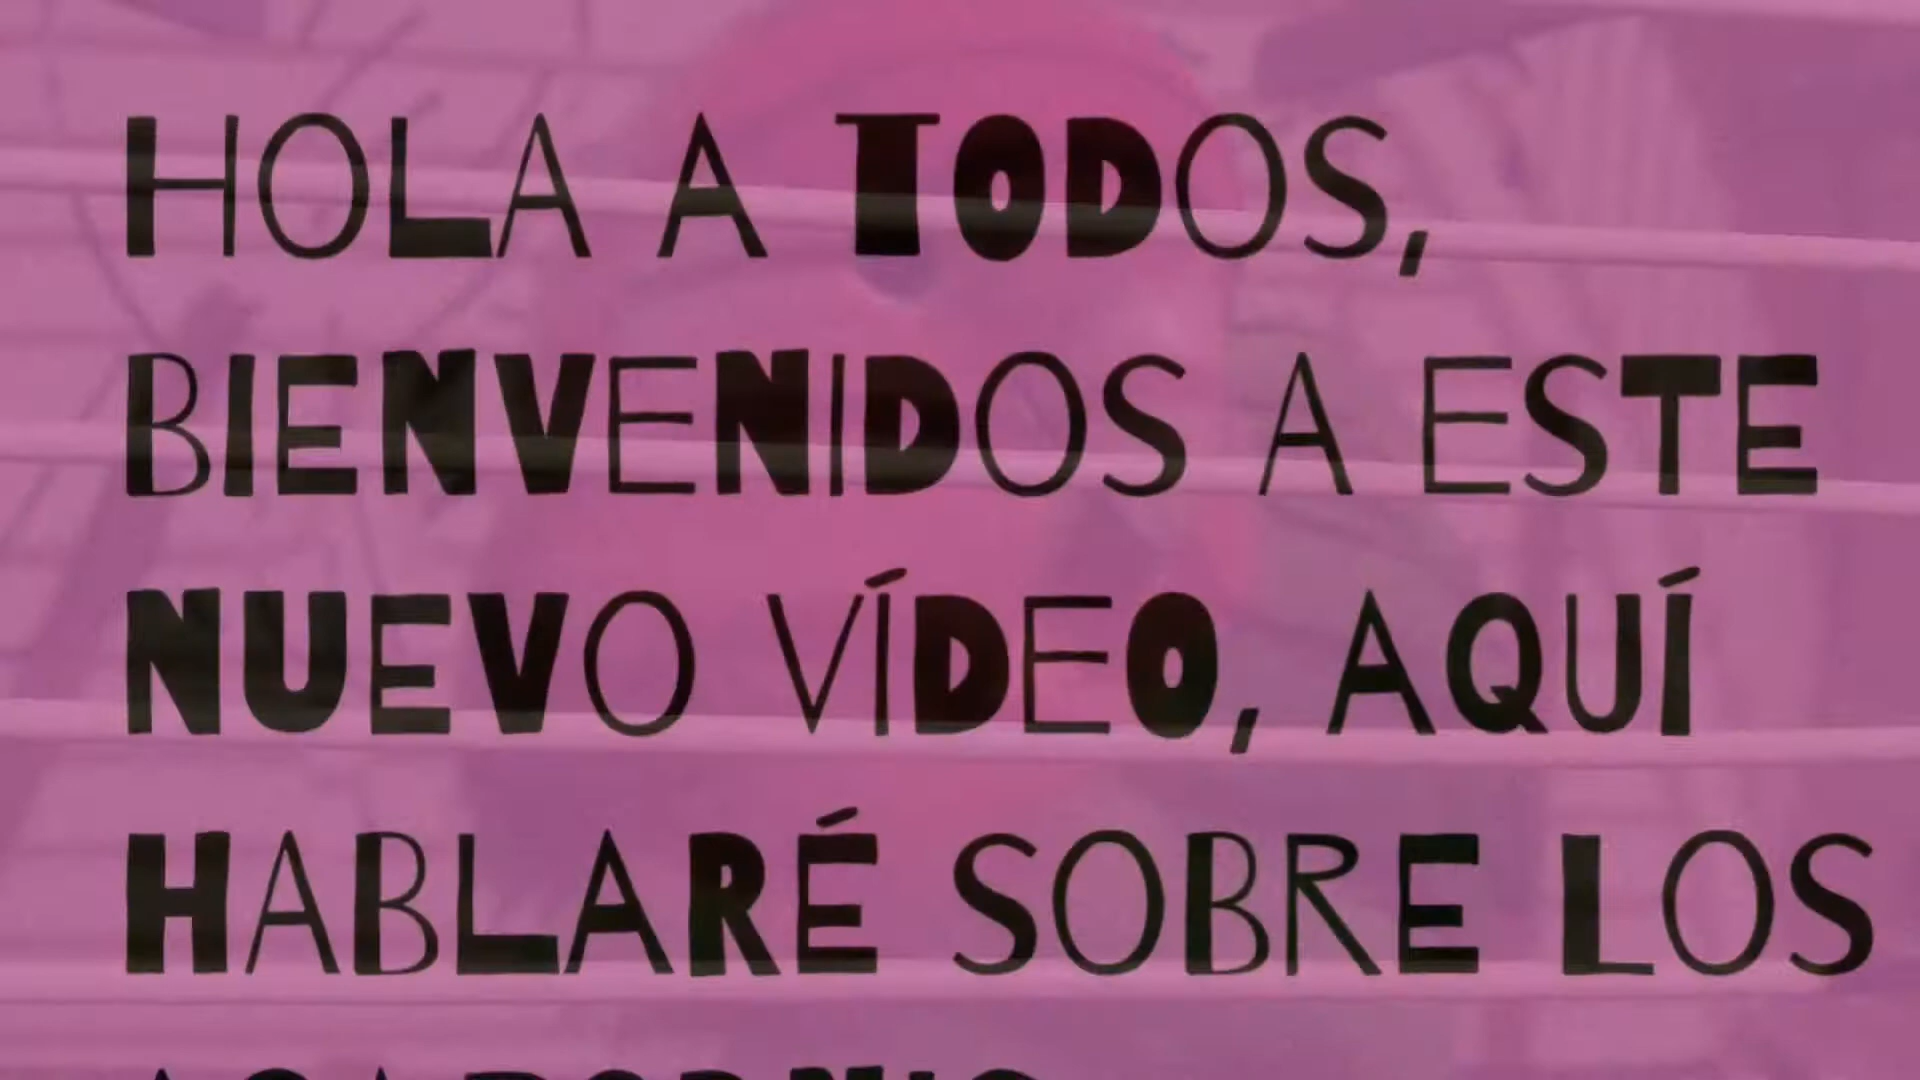 HOLA A TODOS,
BIENVENIDOS A ESTE
NUEVO VÍDEO, AQUÍ
HABLARÉ SOBRE LOS